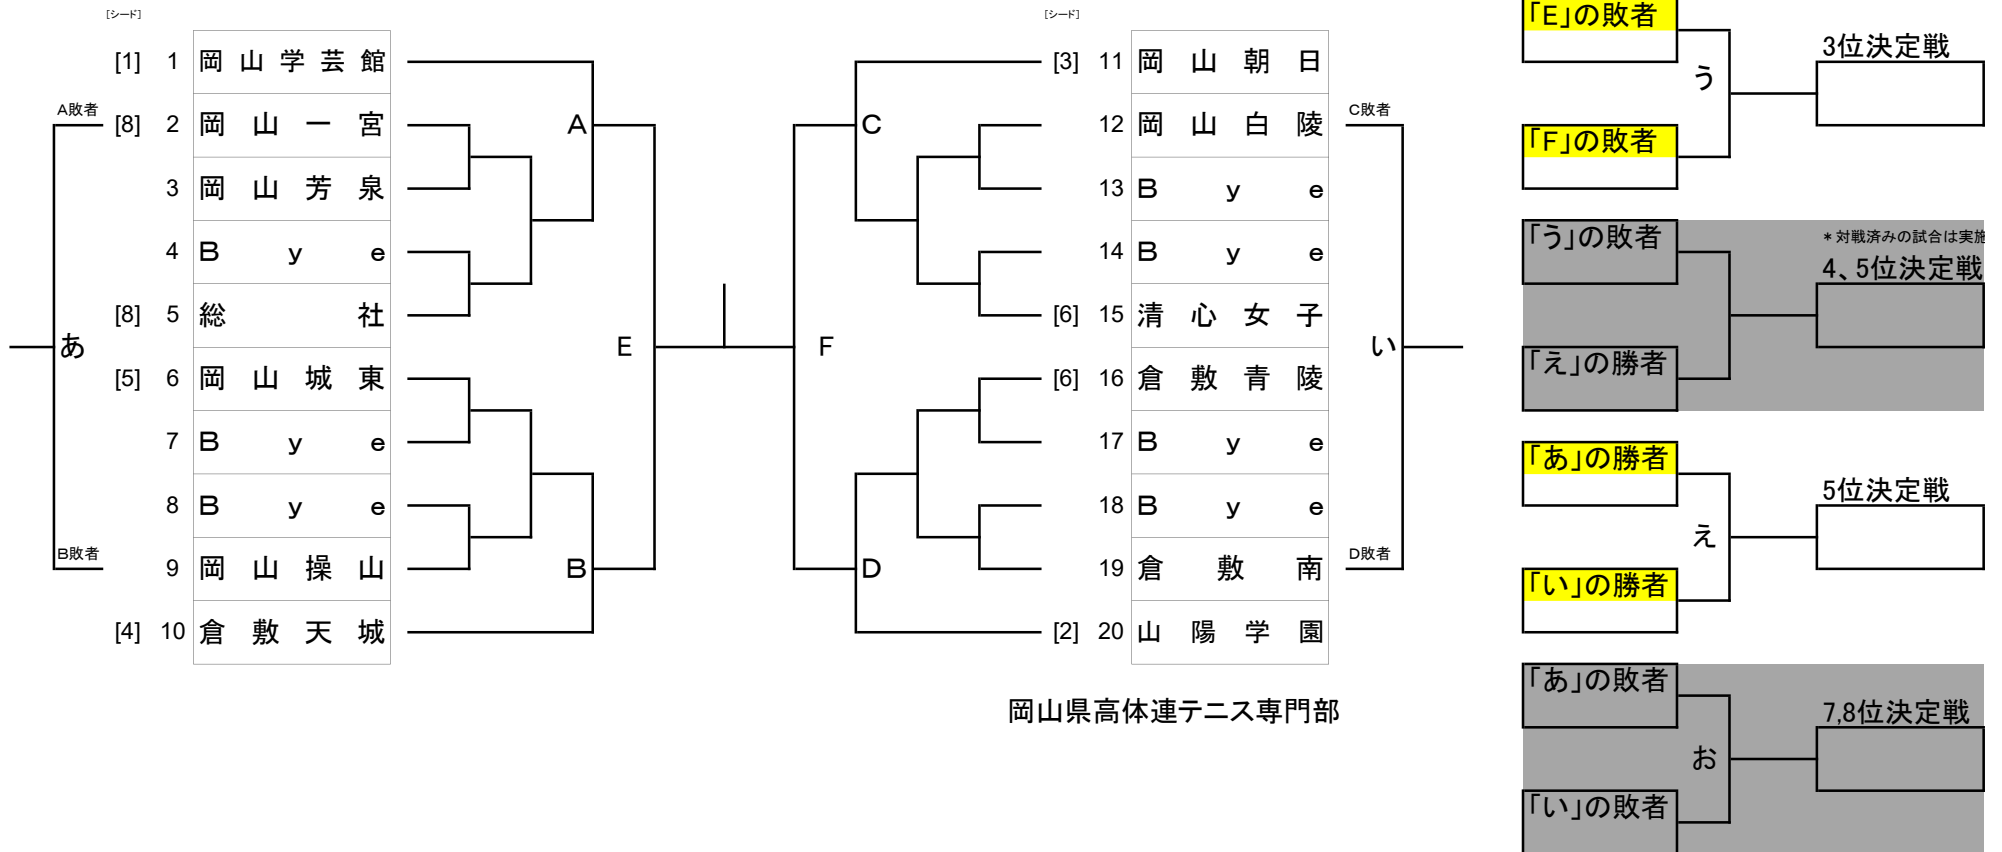 [シード]
[1] 1 岡山学芸館
A敗者
[8] 2 岡山一宮
A
3 岡山芳泉
4 Bye
[8] 5 総社
あ
E
[5] 6 岡山城東
7 Bye
8 Bye
B敗者
9 岡山操山
B
[4] 10 倉敷天城
[シード]
[3] 11 岡山朝日
C
12 岡山白陵
C敗者
13 Bye
14 Bye
[6] 15 清心女子
F
い
[6] 16 倉敷青陵
17 Bye
18 Bye
D
19 倉敷南
D敗者
[2] 20 山陽学園
岡山県高体連テニス専門部
「E」の敗者
3位決定戦
う
「F」の敗者
「う」の敗者
*対戦済みの試合は実施
4、5位決定戦
「え」の勝者
「あ」の勝者
5位決定戦
え
「い」の勝者
「あ」の敗者
7,8位決定戦
お
「い」の敗者